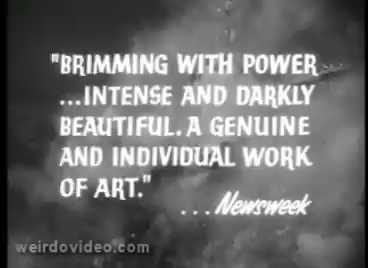 "BRIMMING WITH POWER
...INTENSE AND DARKLY
BEAUTIFUL. A GENUINE
AND INDIVIDUAL WORK
OF ART."
...Newsweek
weirdovideo.com